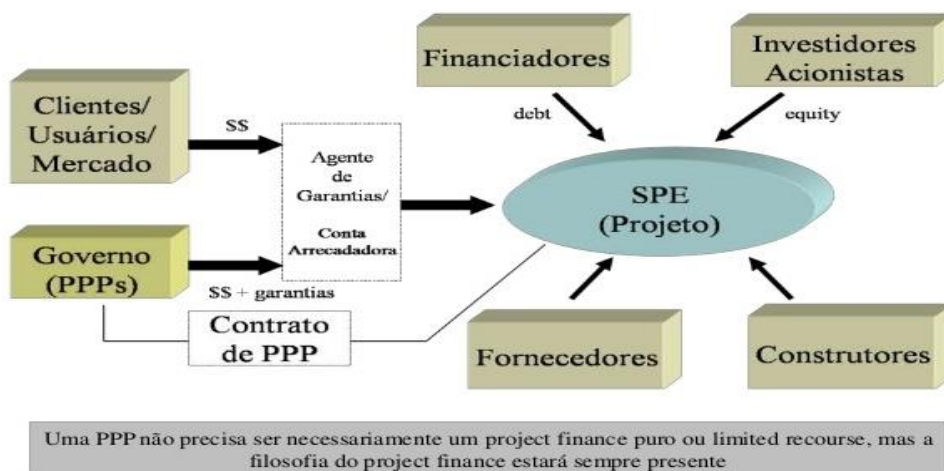 Financiadores
Investidores
Acionistas
Clientes/
Usuários/
Mercado
$$
debt
equity
Agente
de
Garantias/
Conta
Arrecadadora
SPE
(Projeto)
Governo
(PPPs)
$$ + garantias
Contrato
de PPP
Fornecedores
Construtores
Uma PPP não precisa ser necessariamente um project finance puro ou limited recourse, mas a
filosofia do project finance estará sempre presente